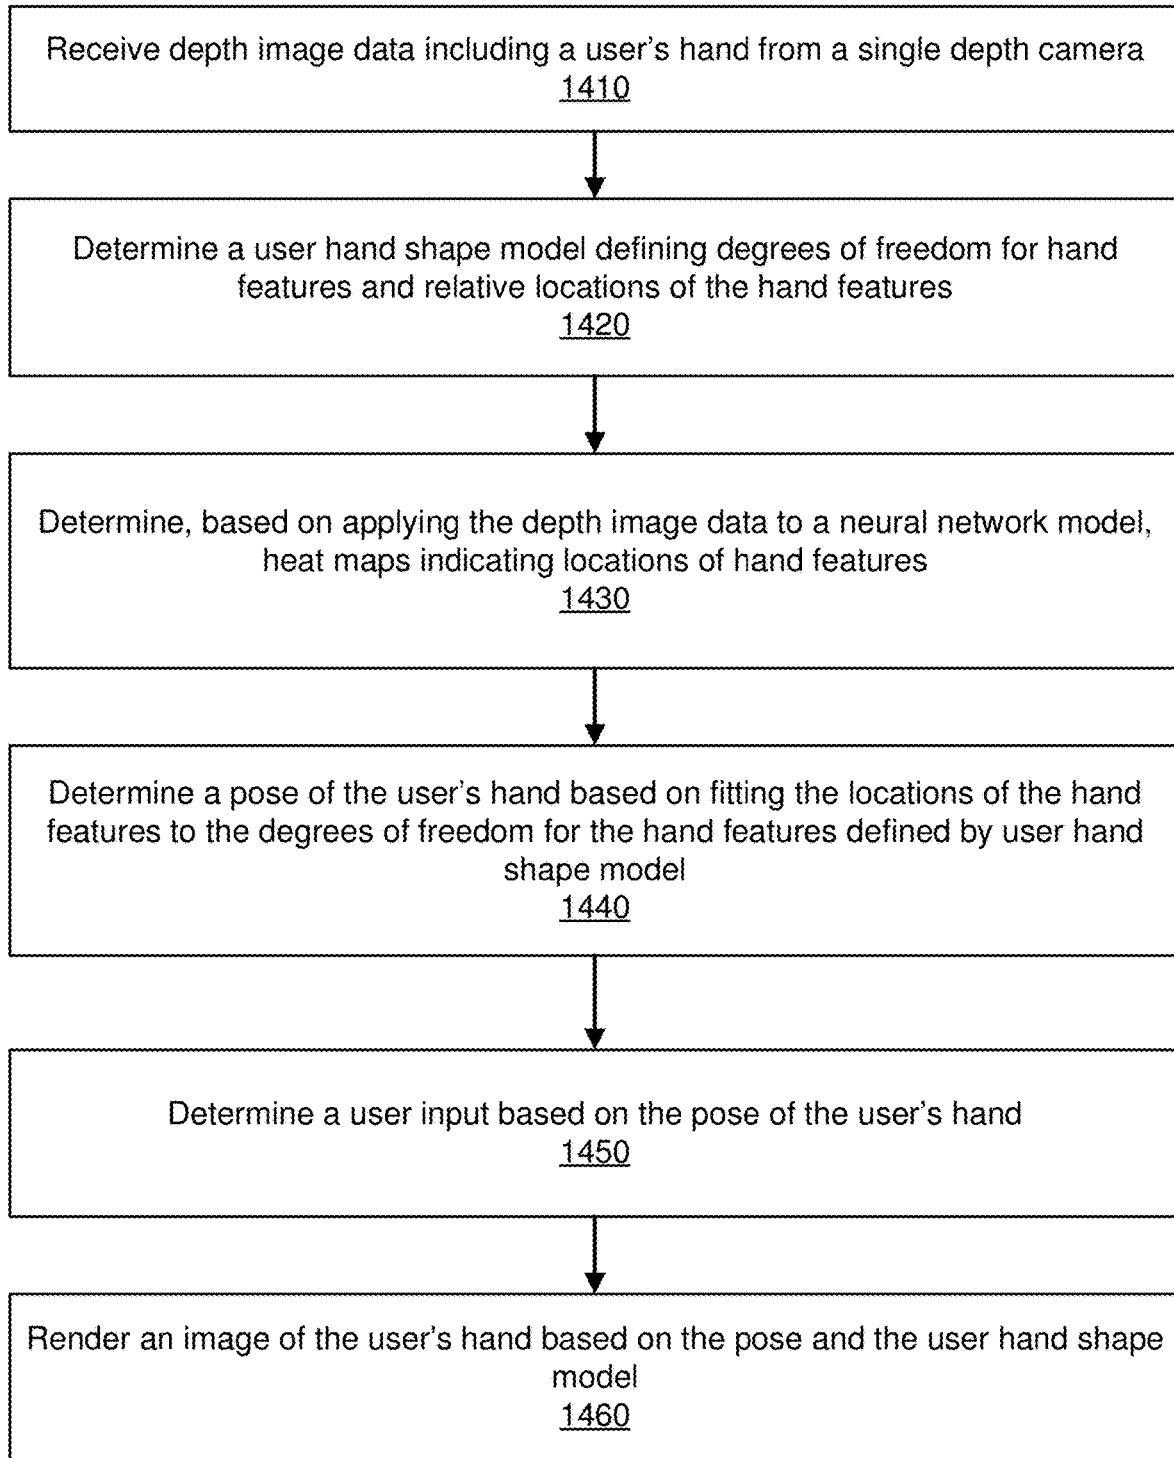 Receive depth image data including a user's hand from a single depth camera
1410
Determine a user hand shape model defining degrees of freedom for hand
features and relative locations of the hand features
1420
Determine, based on applying the depth image data to a neural network model,
heat maps indicating locations of hand features
1430
Determine a pose of the user's hand based on fitting the locations of the hand
features to the degrees of freedom for the hand features defined by user hand
shape model
1440
Determine a user input based on the pose of the user's hand
1450
Render an image of the user's hand based on the pose and the user hand shape
model
1460